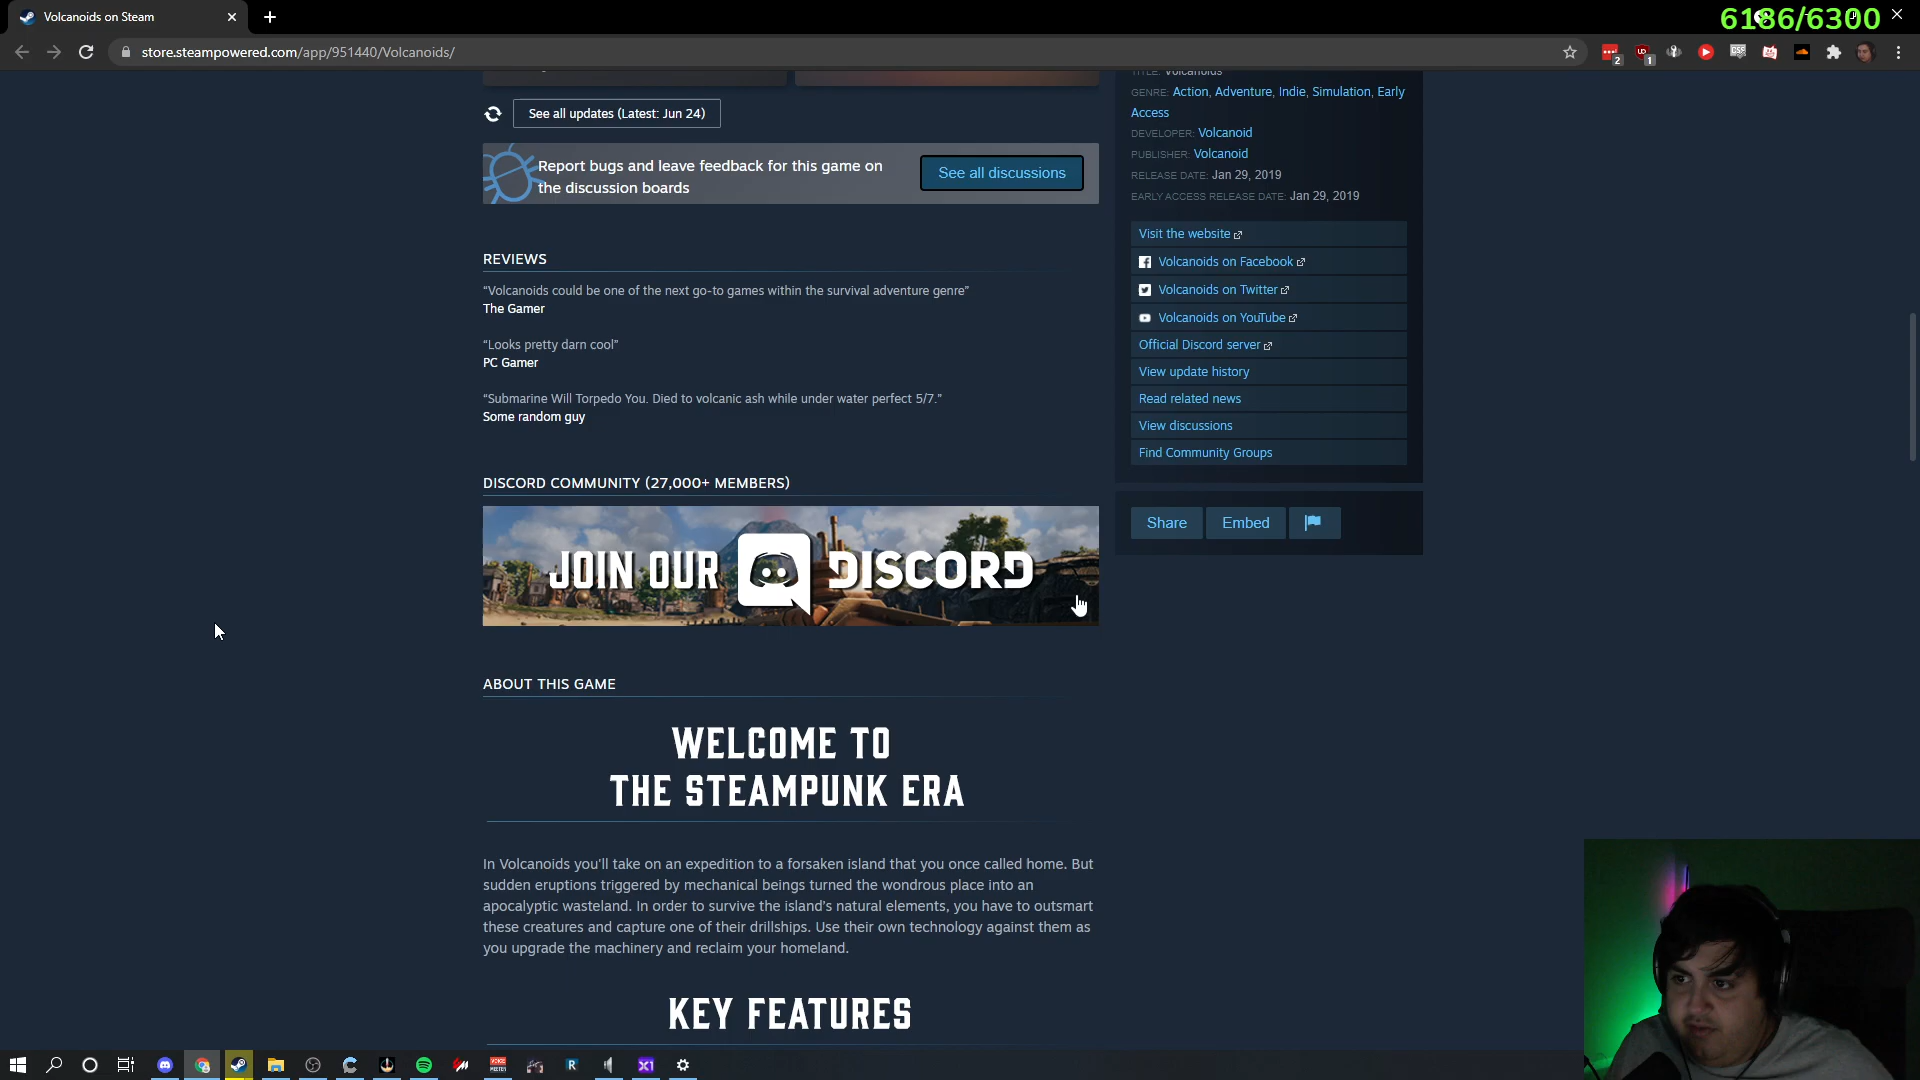 Volcanoids on Steam
6186/6300
store.steampowered.com/app/951440/Volcanoids/
See all updates (Latest: Jun 24)
Report bugs and leave feedback for this game on
the discussion boards
See all discussions
REVIEWS
“Volcanoids could be one of the next go-to games within the survival adventure genre”
The Gamer
“Looks pretty darn cool”
PC Gamer
“Submarine Will Torpedo You. Died to volcanic ash while under water perfect 5/7.”
Some random guy
DISCORD COMMUNITY (27,000+ MEMBERS)
JOIN OUR DISCORD
ABOUT THIS GAME
WELCOME TO
THE STEAMPUNK ERA
In Volcanoids you'll take on an expedition to a forsaken island that you once called home. But
sudden eruptions triggered by mechanical beings turned the wondrous place into an
apocalyptic wasteland. In order to survive the island's natural elements, you have to outsmart
these creatures and capture one of their drillships. Use their own technology against them as
you upgrade the machinery and reclaim your homeland.
KEY FEATURES
TITLE: Volcanoids
GENRE: Action, Adventure, Indie, Simulation, Early
Access
DEVELOPER: Volcanoid
PUBLISHER: Volcanoid
RELEASE DATE: Jan 29, 2019
EARLY ACCESS RELEASE DATE: Jan 29, 2019
Visit the website
Volcanoids on Facebook
Volcanoids on Twitter
Volcanoids on YouTube
Official Discord server
View update history
Read related news
View discussions
Find Community Groups
Share Embed